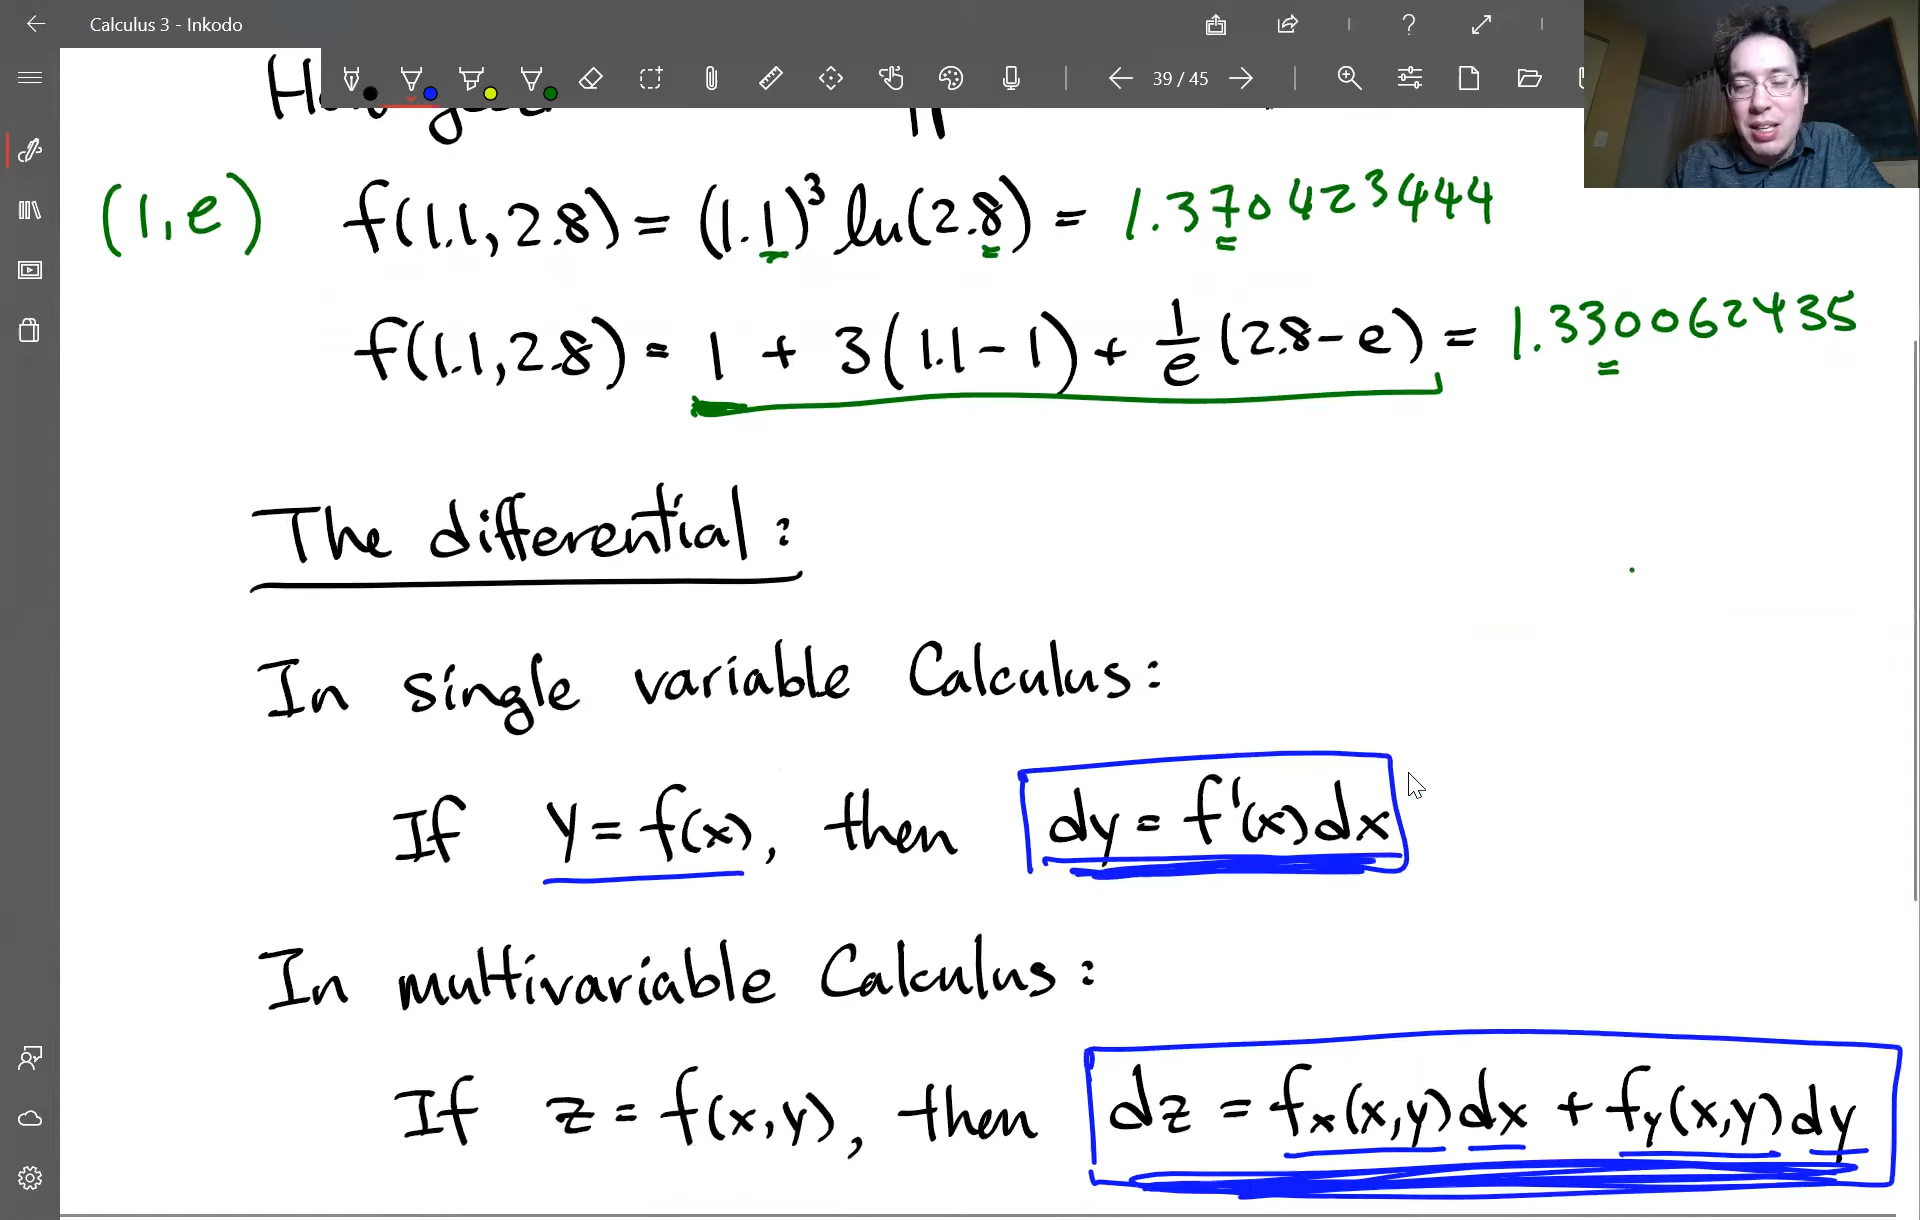 Calculus 3 - Inkodo
39 / 45
(1,e) f(1.1,2.8) = (1.1)³ ln(2.8) = 1.370423444
f(1.1,2.8) = 1 + 3(1.1-1) + 1/e (2.8-e) = 1.330062435
The differential:
In single variable Calculus:
If y = f(x), then dy = f'(x)dx
In multivariable Calculus:
If z = f(x,y), then dz = fₓ(x,y)dx + f_y(x,y)dy